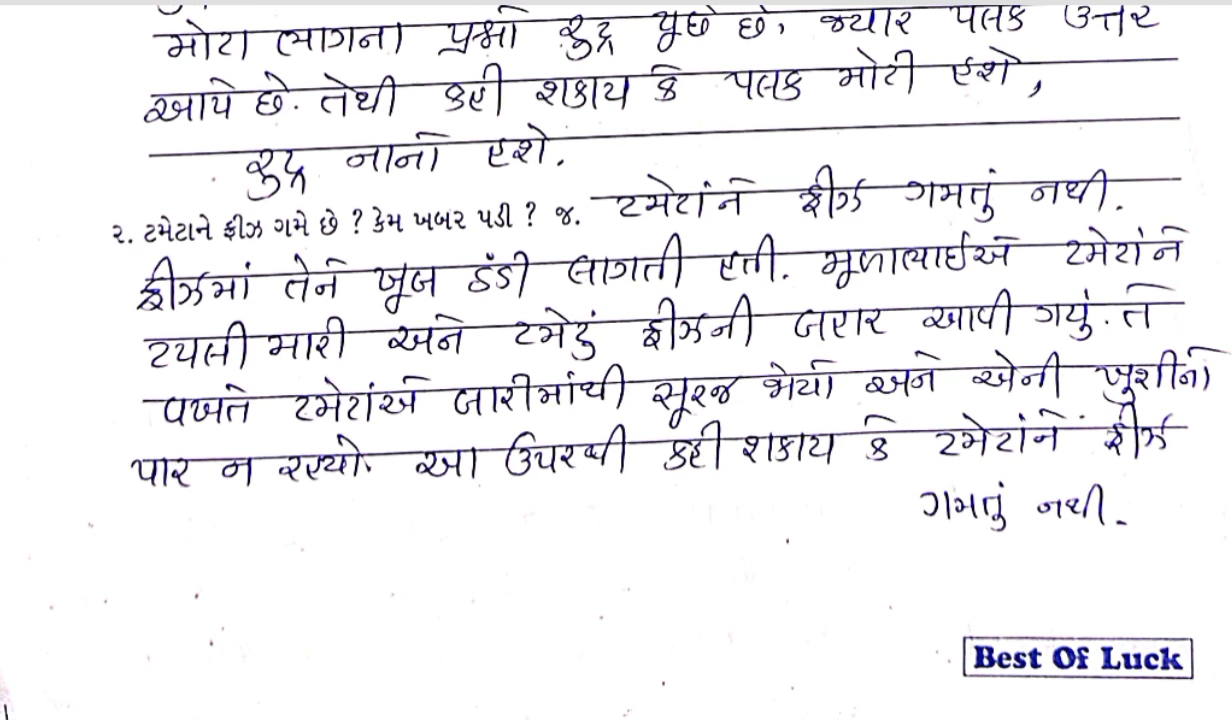 મોટા ભાગના પ્રશ્નો રુદ્ર પૂછે છે, જ્યારે પલક ઉત્તર
આપે છે. તેથી કહી શકાય કે પલક મોટી હશે,
રુદ્ર નાનો હશે.
૨. ટમેટાને ફ્રીઝ ગમે છે ? કેમ ખબર પડી ? જ. ટમેટાંને ફ્રીઝ ગમતું નથી.
ફ્રીઝમાં તેને ખૂબ ઠંડી લાગતી હતી. મૂળાભાઈએ ટમેટાંને
ટપલી મારી અને ટમેટું ફ્રીઝની બહાર આવી ગયું. તે
વખતે ટમેટાંએ બારીમાંથી સૂરજ જોયો અને એની ખુશીનો
પાર ન રહ્યો. આ ઉપરથી કહી શકાય કે ટમેટાંને ફ્રીઝ
ગમતું નથી.
Best Of Luck